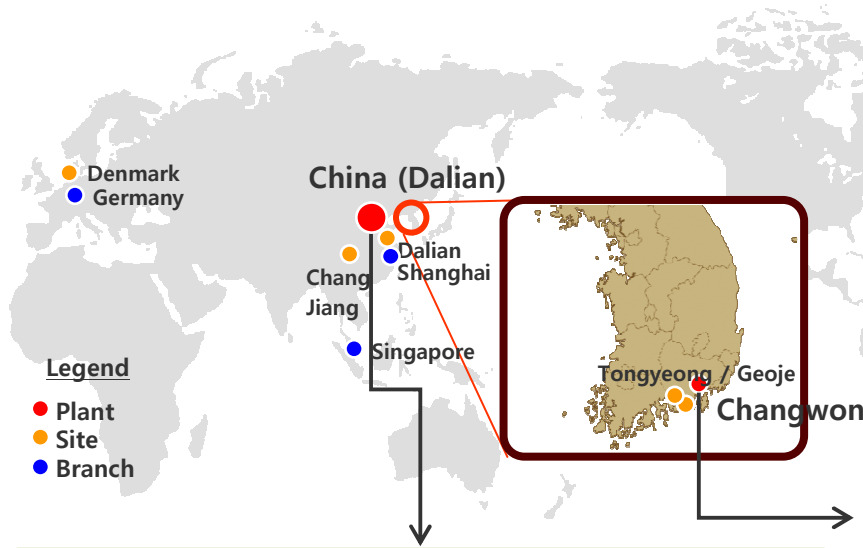 Denmark
Germany
China (Dalian)
Dalian
Shanghai
Chang
Jiang
Singapore
Tongyeong / Geoje
Changwon
Legend
Plant
Site
Branch